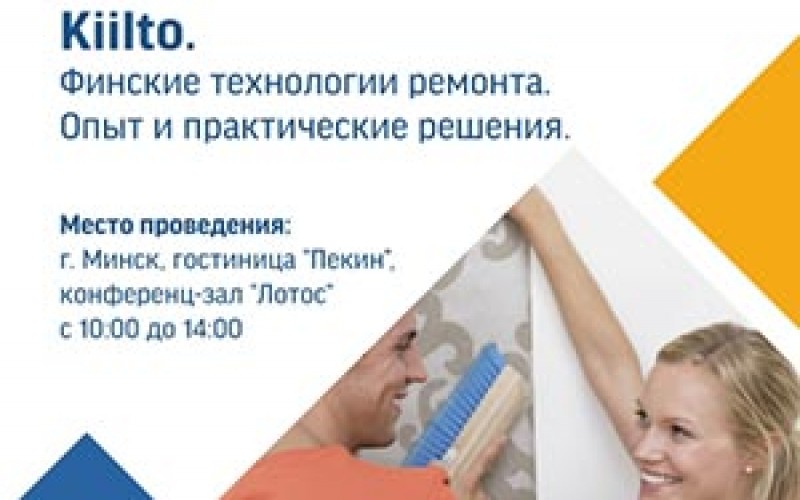 Kiilto.
Финские технологии ремонта.
Опыт и практические решения.
Место проведения:
г. Минск, гостиница "Пекин",
конференц-зал "Лотос"
с 10:00 до 14:00